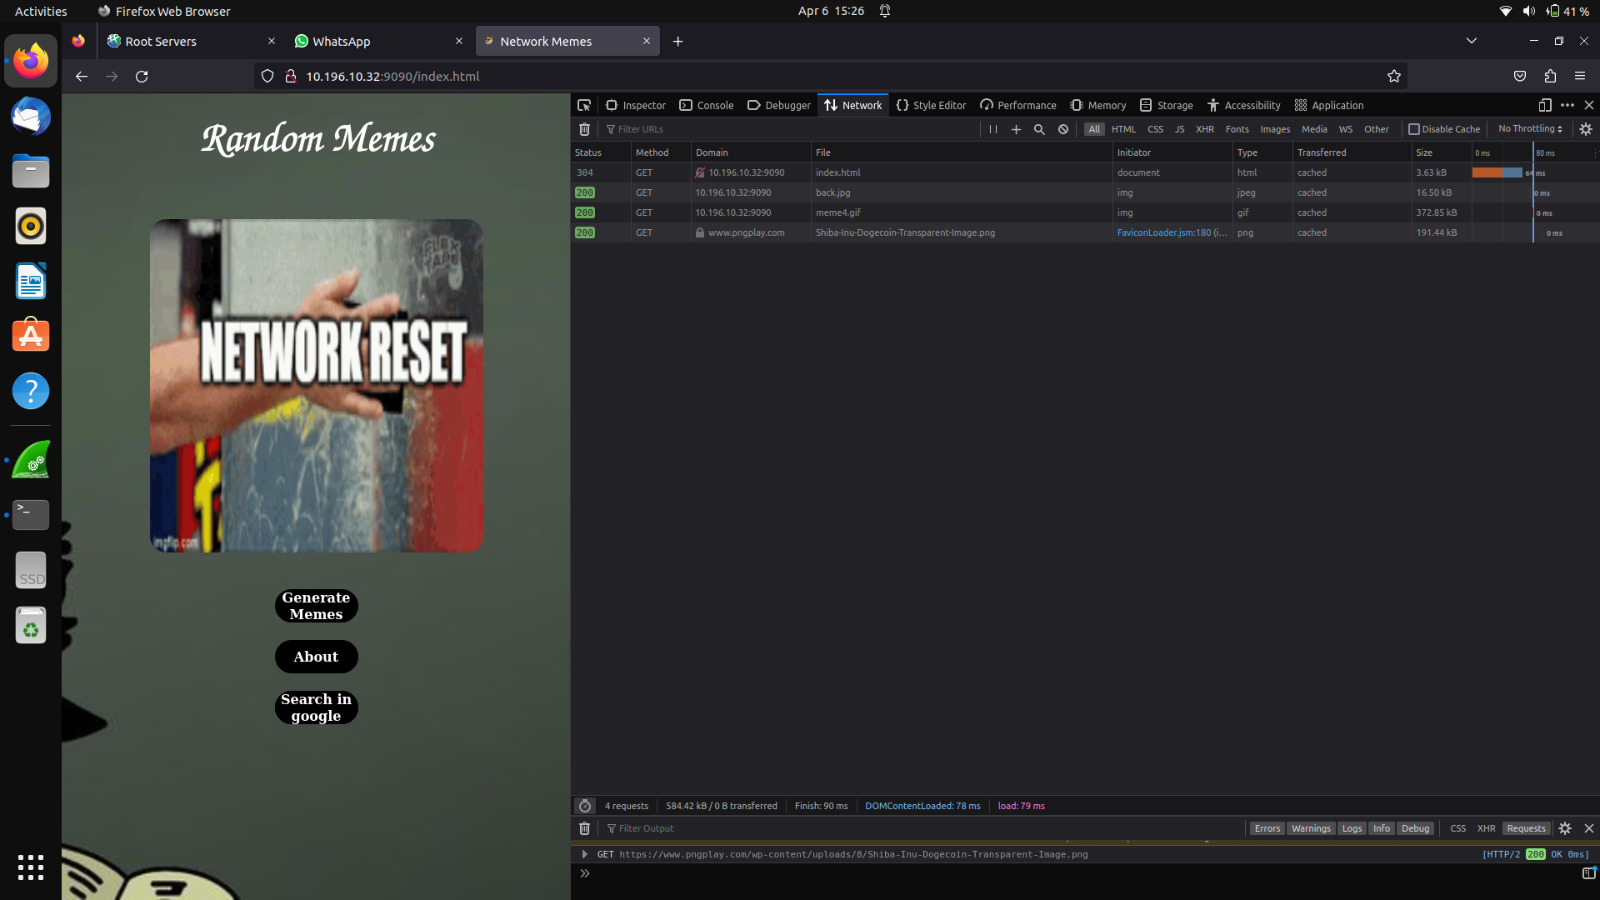 Activities
Firefox Web Browser
Apr 6 15:26
41 %
Root Servers
WhatsApp
Network Memes
10.196.10.32:9090/index.html
Random Memes
FLEX
TAPE
NETWORK RESET
imgflip.com
Generate
Memes
About
Search in
google
SSD
Inspector Console Debugger Network Style Editor Performance Memory Storage Accessibility Application
Filter URLs
All HTML CSS JS XHR Fonts Images Media WS Other Disable Cache No Throttling
Status Method Domain File Initiator Type Transferred Size 0 ms 80 ms
304 GET 10.196.10.32:9090 index.html document html cached 3.63 kB 64 ms
200 GET 10.196.10.32:9090 back.jpg img jpeg cached 16.50 kB 0 ms
200 GET 10.196.10.32:9090 meme4.gif img gif cached 372.85 kB 0 ms
200 GET www.pngplay.com Shiba-Inu-Dogecoin-Transparent-Image.png FaviconLoader.jsm:180 (i... png cached 191.44 kB 0 ms
4 requests 584.42 kB / 0 B transferred Finish: 90 ms DOMContentLoaded: 78 ms load: 79 ms
Filter Output
Errors Warnings Logs Info Debug CSS XHR Requests
GET https://www.pngplay.com/wp-content/uploads/8/Shiba-Inu-Dogecoin-Transparent-Image.png [HTTP/2 200 OK 0ms]